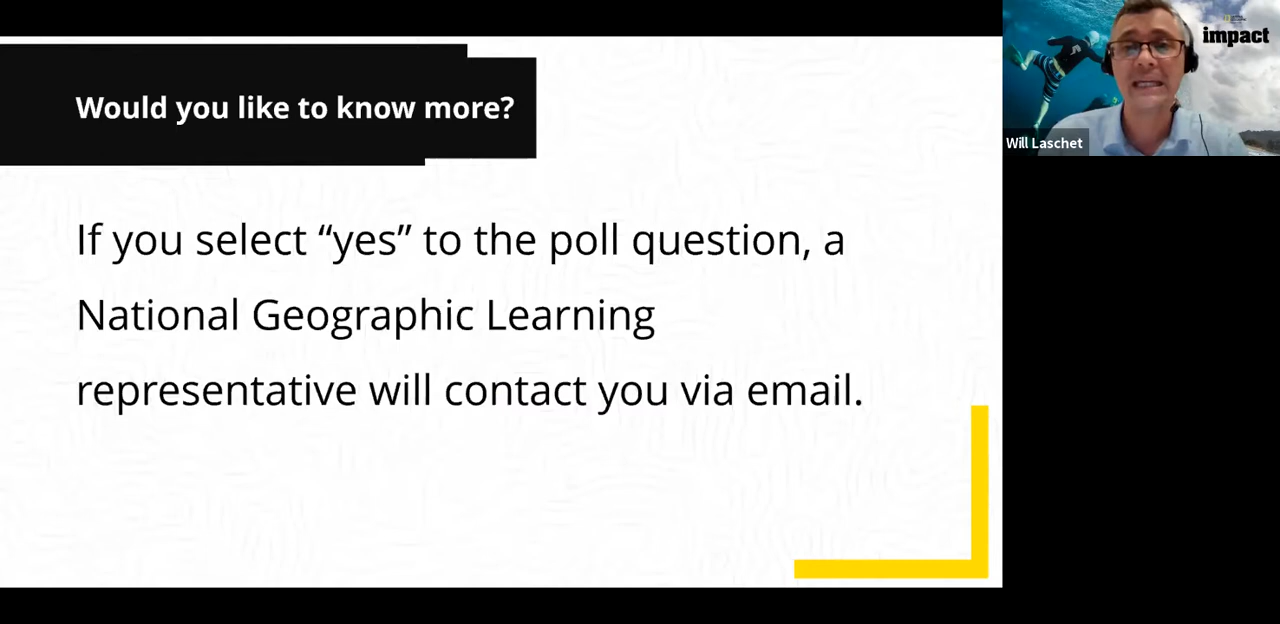 Would you like to know more?
If you select “yes” to the poll question, a
National Geographic Learning
representative will contact you via email.
impact
Will Laschet